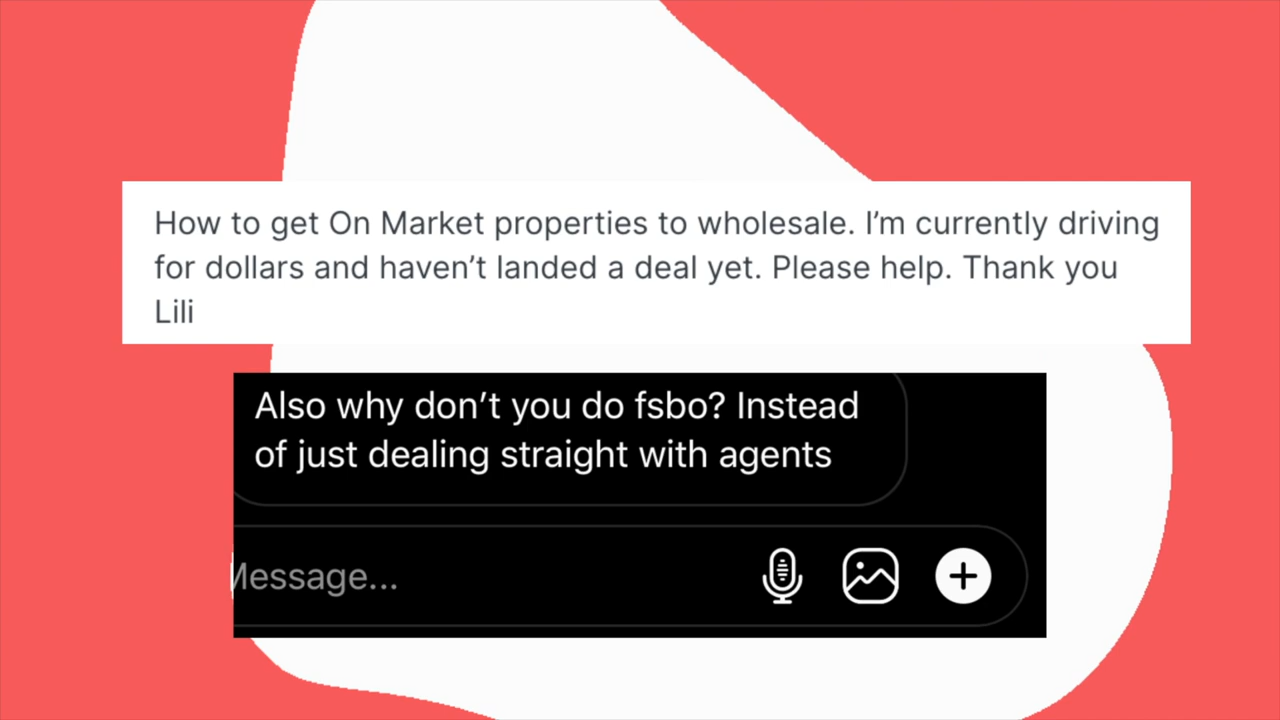 How to get On Market properties to wholesale. I’m currently driving
for dollars and haven’t landed a deal yet. Please help. Thank you
Lili
Also why don’t you do fsbo? Instead
of just dealing straight with agents
Message...